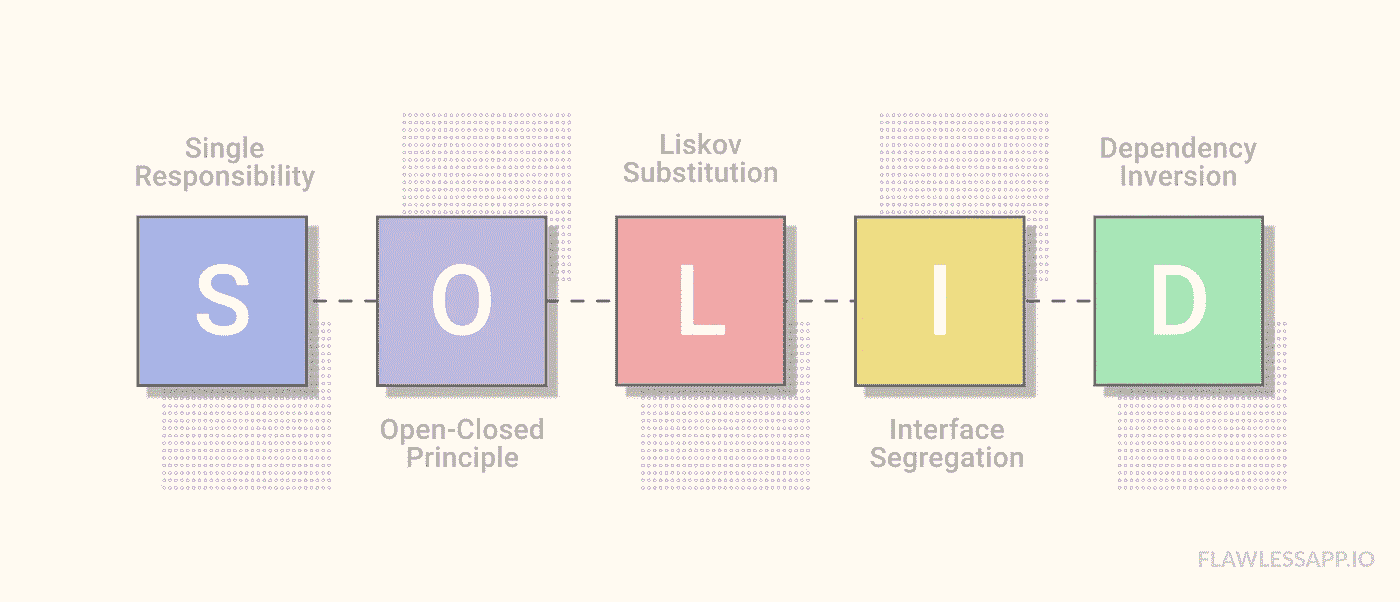 Single
Responsibility
S
Open-Closed
Principle
O
Liskov
Substitution
L
Interface
Segregation
I
Dependency
Inversion
D
FLAWLESSAPP.IO